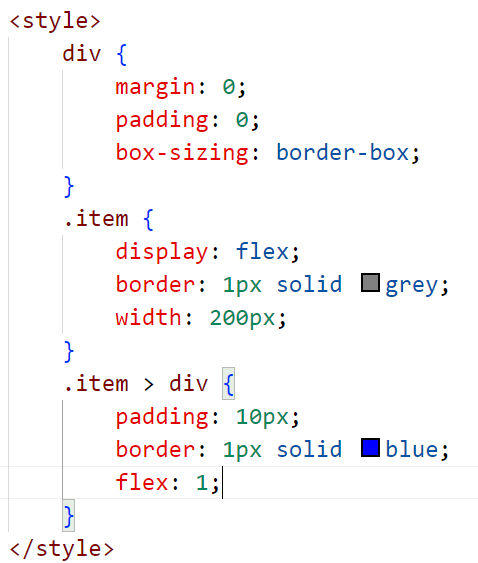 <style>
    div {
        margin: 0;
        padding: 0;
        box-sizing: border-box;
    }
    .item {
        display: flex;
        border: 1px solid grey;
        width: 200px;
    }
    .item > div {
        padding: 10px;
        border: 1px solid blue;
        flex: 1;
    }
</style>